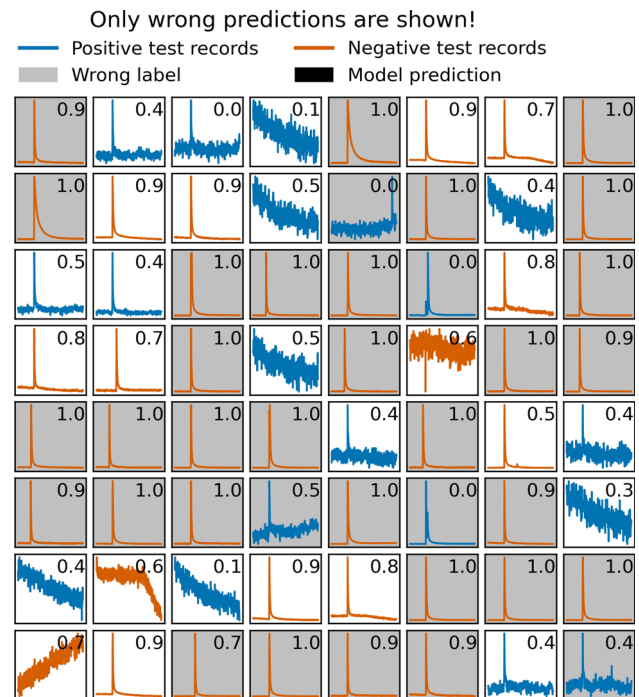 Only wrong predictions are shown!
Positive test records Negative test records
Wrong label Model prediction
0.9 0.4 0.0 0.1 1.0 0.9 0.7 1.0
1.0 0.9 0.9 0.5 0.0 1.0 0.4 1.0
0.5 0.4 1.0 1.0 1.0 0.0 0.8 1.0
0.8 0.7 1.0 0.5 1.0 0.6 1.0 0.9
1.0 1.0 1.0 1.0 0.4 1.0 0.5 0.4
0.9 1.0 1.0 0.5 1.0 0.0 0.9 0.3
0.4 0.6 0.1 0.9 0.8 1.0 1.0 1.0
0.7 0.9 0.7 1.0 0.9 0.9 0.4 0.4